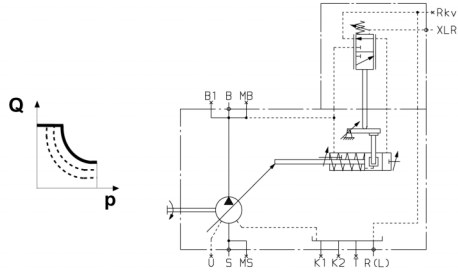 Rkv
XLR
B1 B MB
Q
p
U S MS
K1 K2 T R(L)